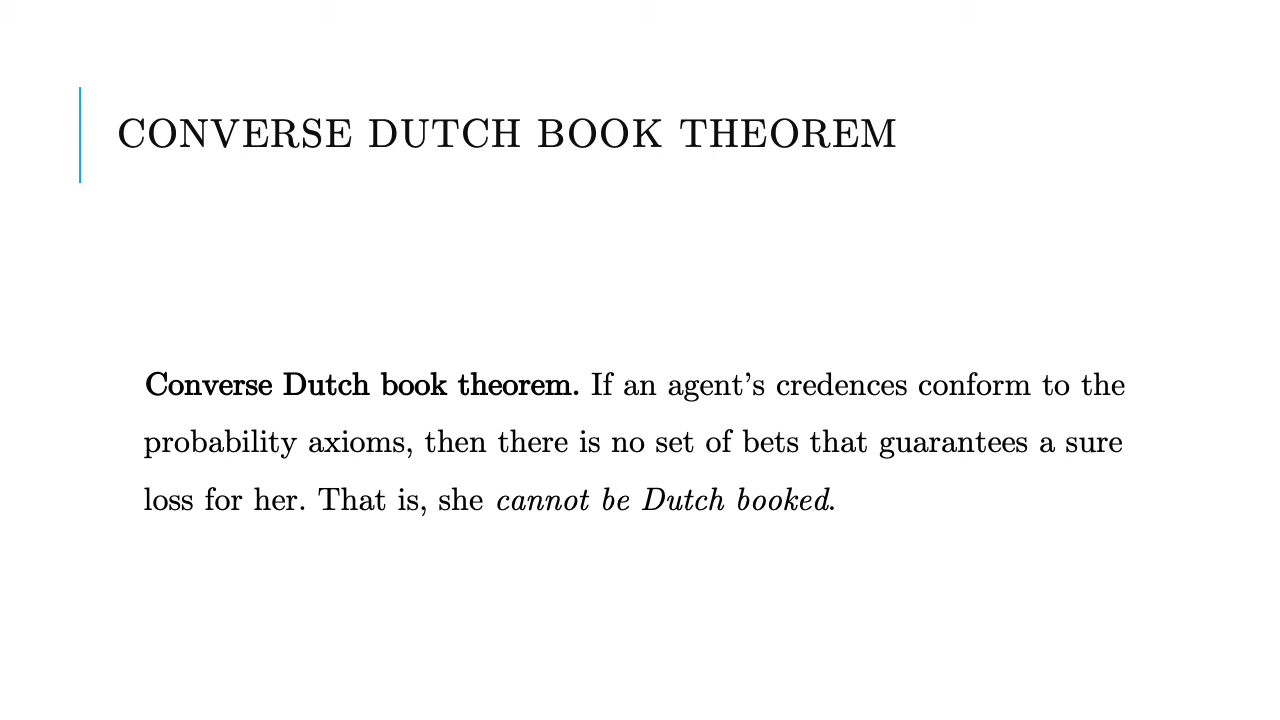 CONVERSE DUTCH BOOK THEOREM
Converse Dutch book theorem. If an agent’s credences conform to the
probability axioms, then there is no set of bets that guarantees a sure
loss for her. That is, she cannot be Dutch booked.